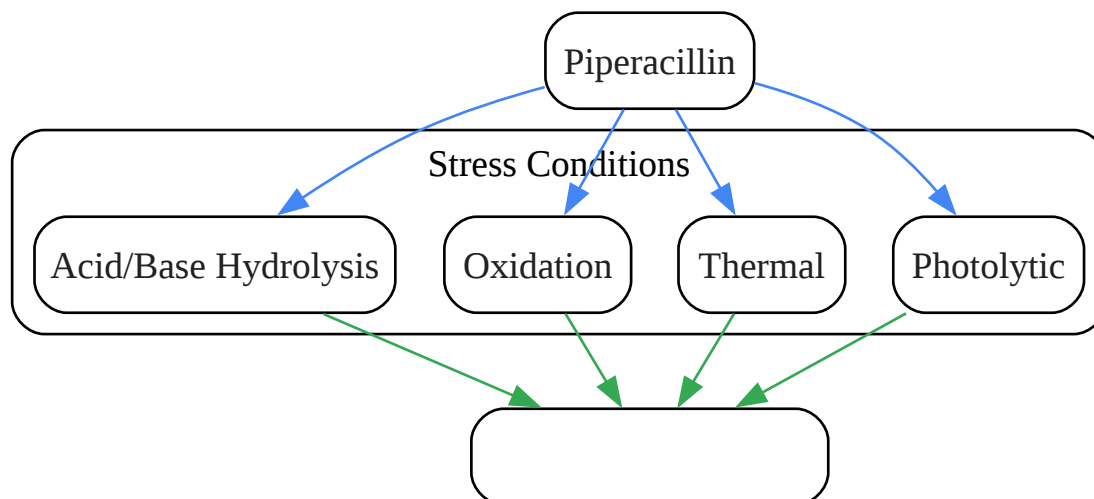 Piperacillin
Stress Conditions
Acid/Base Hydrolysis
Oxidation
Thermal
Photolytic